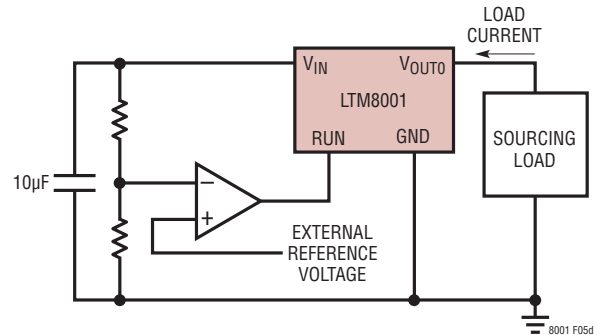 LOAD
CURRENT
VIN
VOUT0
LTM8001
RUN
GND
SOURCING
LOAD
10µF
−
+
EXTERNAL
REFERENCE
VOLTAGE
8001 F05d